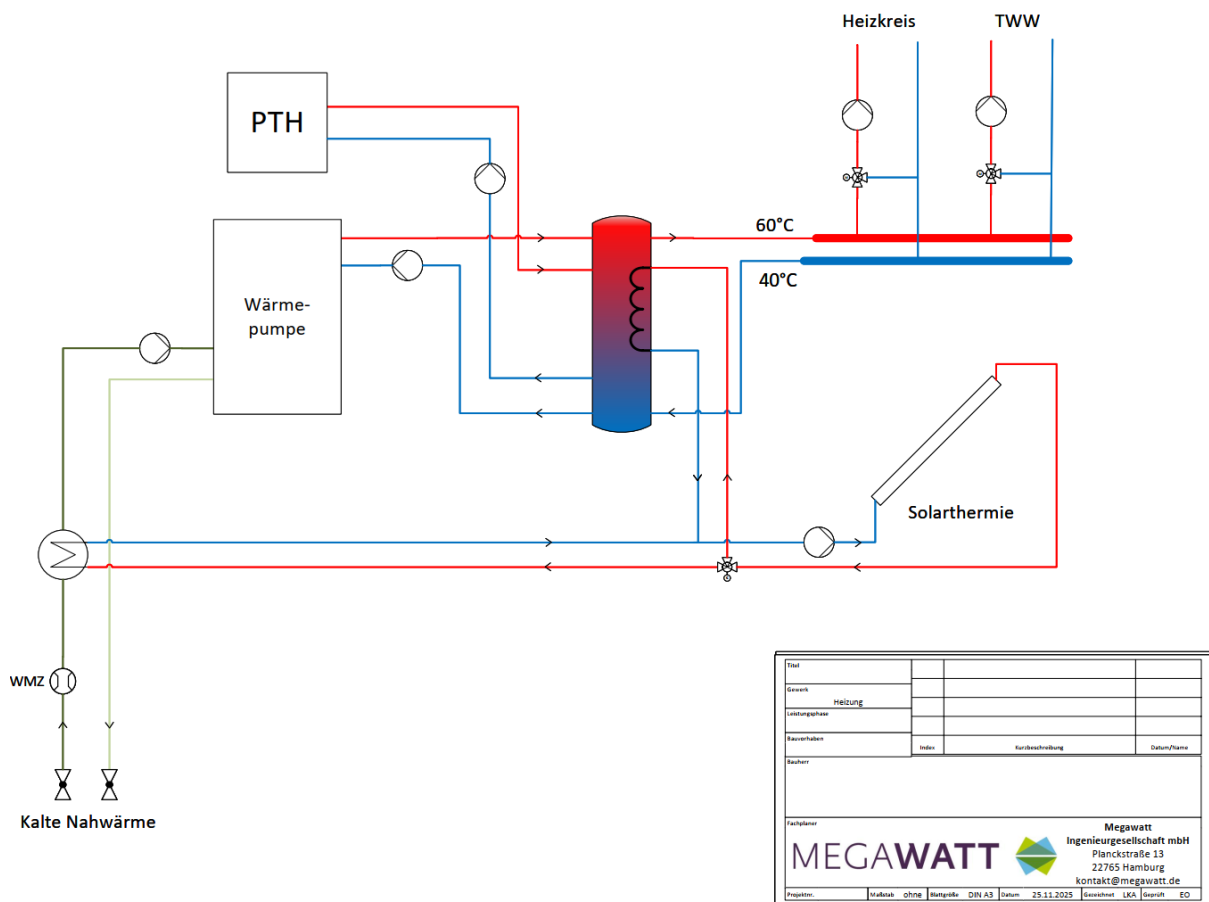 Heizkreis
TWW
PTH
60°C
40°C
Wärme-
pumpe
Solarthermie
WMZ
Kalte Nahwärme
Titel
Gewerk
Heizung
Leistungsphase
Bauvorhaben
Index
Kurzbeschreibung
Datum/Name
Bauherr
Fachplaner
MEGAWATT
Megawatt
Ingenieurgesellschaft mbH
Planckstraße 13
22765 Hamburg
kontakt@megawatt.de
Projektnr. Maßstab ohne Blattgröße DIN A3 Datum 25.11.2025 Gezeichnet LKA Geprüft EO